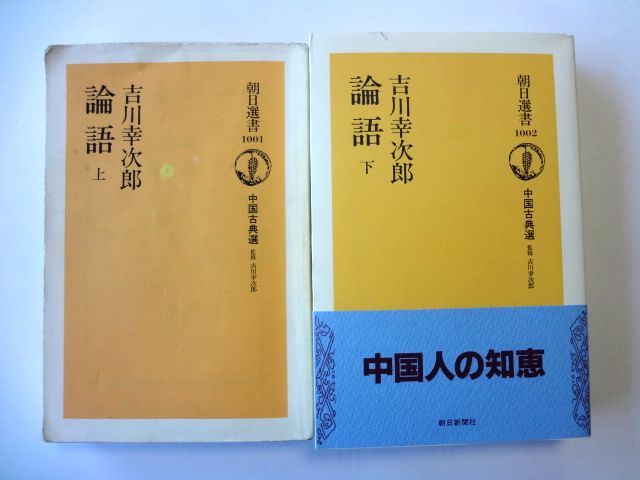 朝日選書
1001
中国古典選
監修 吉川幸次郎
吉川幸次郎
論語 上
朝日選書
1002
中国古典選
監修 吉川幸次郎
吉川幸次郎
論語 下
中国人の知恵
朝日新聞社